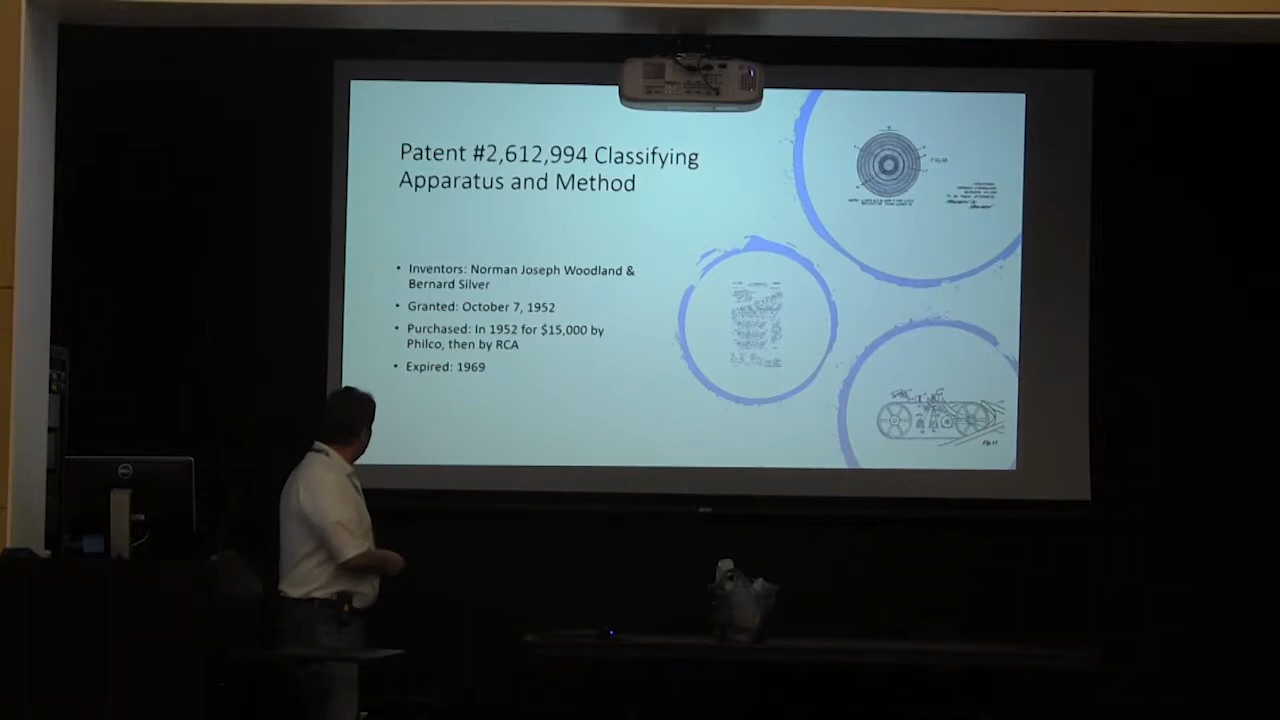 Patent #2,612,994 Classifying
Apparatus and Method
• Inventors: Norman Joseph Woodland &
Bernard Silver
• Granted: October 7, 1952
• Purchased: In 1952 for $15,000 by
Philco, then by RCA
• Expired: 1969
DELL